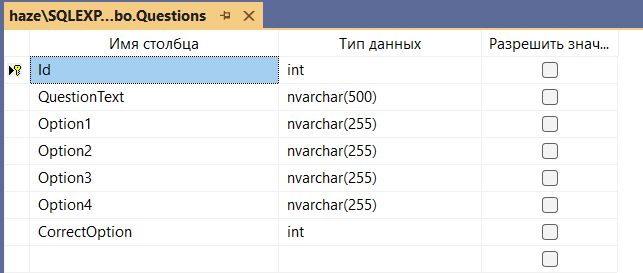 haze\SQLEXP...bo.Questions
Имя столбца Тип данных Разрешить знач...
Id int
QuestionText nvarchar(500)
Option1 nvarchar(255)
Option2 nvarchar(255)
Option3 nvarchar(255)
Option4 nvarchar(255)
CorrectOption int